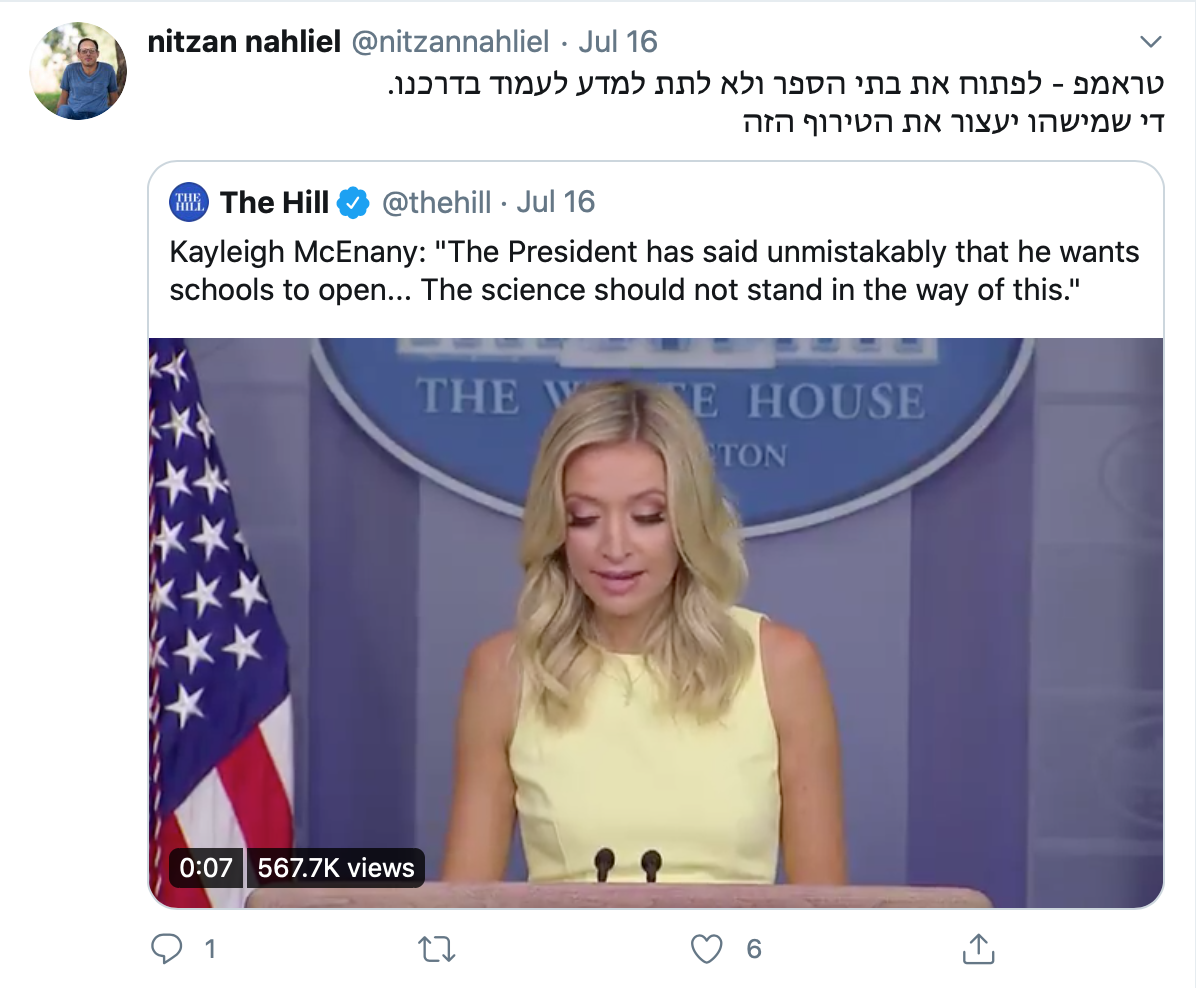 nitzan nahliel @nitzannahliel · Jul 16
טראמפ - לפתוח את בתי הספר ולא לתת למדע לעמוד בדרכנו.
די שמישהו יעצור את הטירוף הזה
THE HILL
The Hill @thehill · Jul 16
Kayleigh McEnany: "The President has said unmistakably that he wants
schools to open... The science should not stand in the way of this."
THE W TE HOUSE
GTON
0:07 567.7K views
1 6